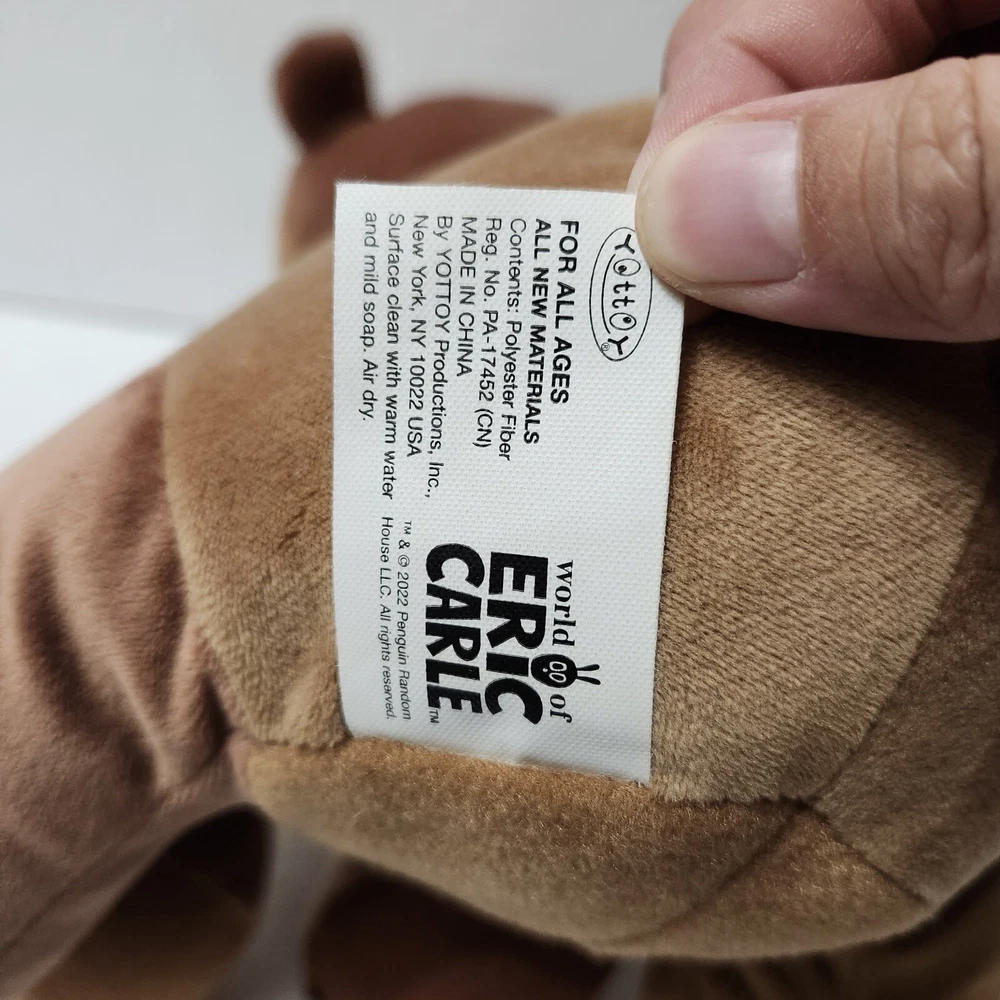 YOttOY®
FOR ALL AGES
ALL NEW MATERIALS
Contents: Polyester Fiber
Reg. No. PA-17452 (CN)
MADE IN CHINA
By YOTTOY Productions, Inc.,
New York, NY 10022 USA
Surface clean with warm water
and mild soap. Air dry.
world of
ERIC
CARLE™
™ & © 2022 Penguin Random
House LLC. All rights reserved.